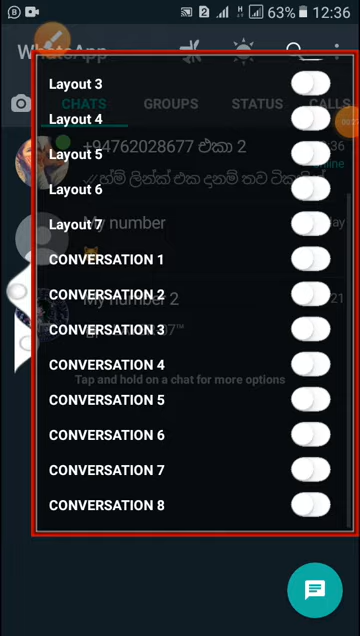 63% 12:36
WhatsApp
Layout 3
CHATS GROUPS STATUS CALLS
Layout 4
+94762028677 එකා 2
Layout 5
Layout 6
My number
Layout 7
CONVERSATION 1
My number 2
CONVERSATION 2
CONVERSATION 3
CONVERSATION 4
Tap and hold on a chat for more options
CONVERSATION 5
CONVERSATION 6
CONVERSATION 7
CONVERSATION 8